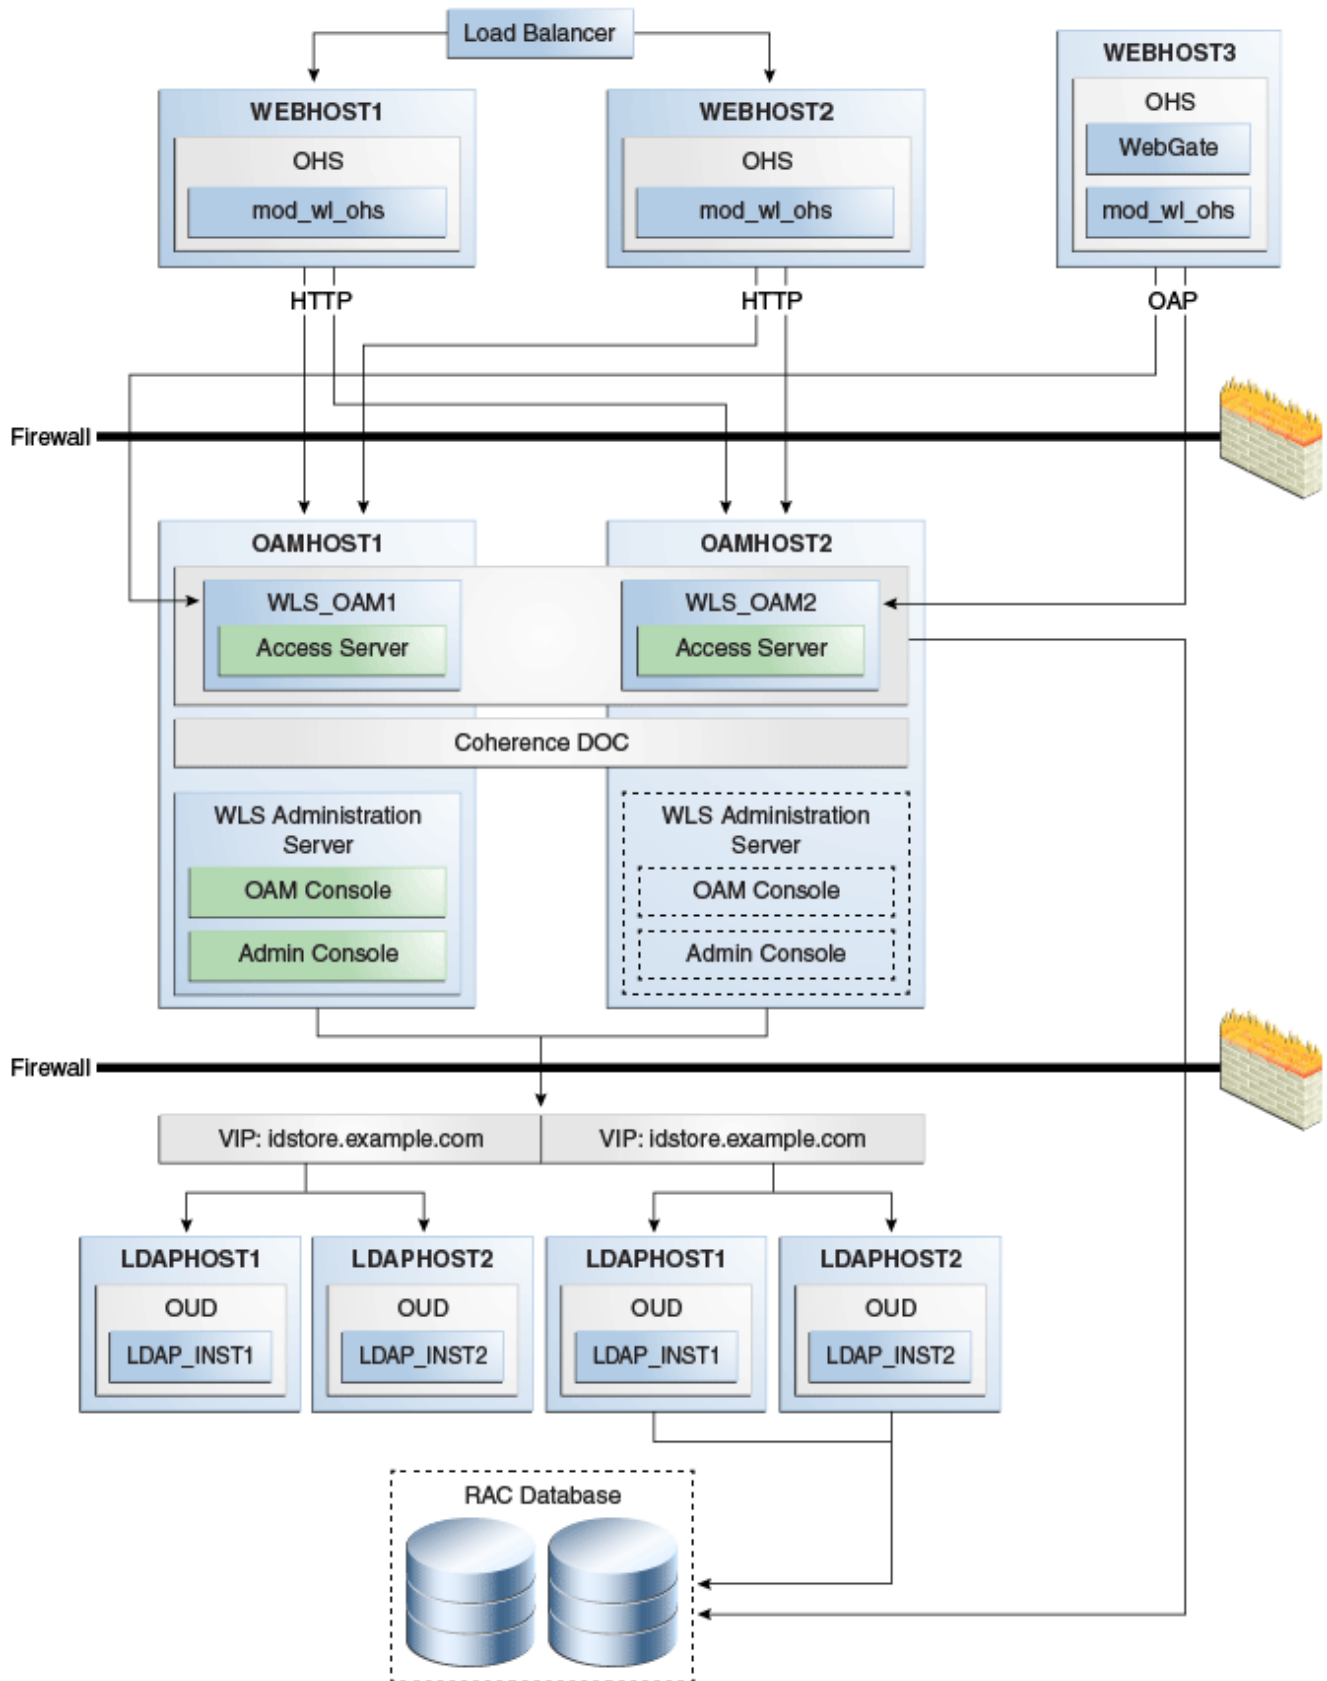 Load Balancer
WEBHOST1
OHS
mod_wl_ohs
WEBHOST2
OHS
mod_wl_ohs
WEBHOST3
OHS
WebGate
mod_wl_ohs
HTTP
HTTP
OAP
Firewall
OAMHOST1
OAMHOST2
WLS_OAM1
Access Server
WLS_OAM2
Access Server
Coherence DOC
WLS Administration
Server
OAM Console
Admin Console
WLS Administration
Server
OAM Console
Admin Console
Firewall
VIP: idstore.example.com
VIP: idstore.example.com
LDAPHOST1
OUD
LDAP_INST1
LDAPHOST2
OUD
LDAP_INST2
LDAPHOST1
OUD
LDAP_INST1
LDAPHOST2
OUD
LDAP_INST2
RAC Database